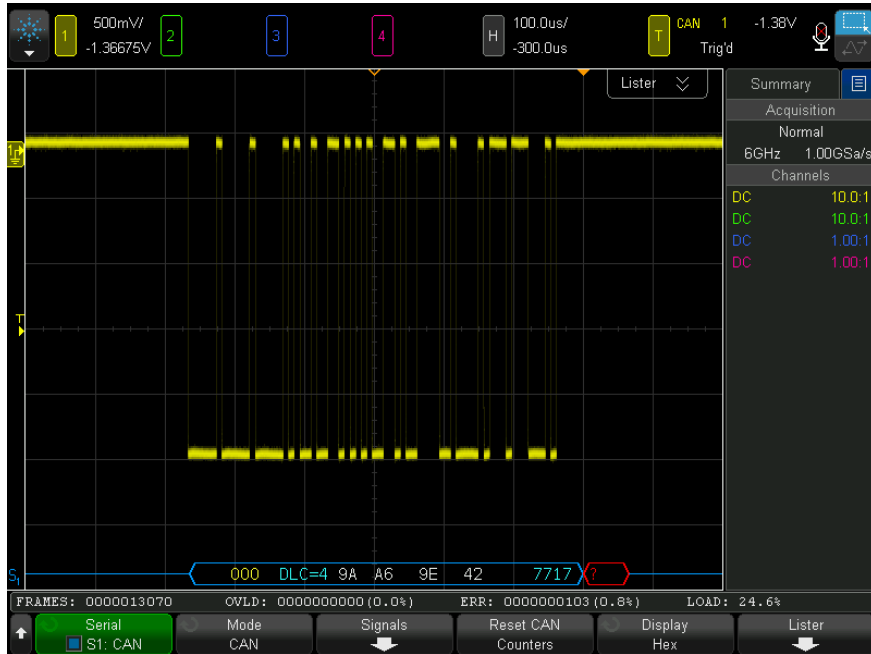 1 500mV/ -1.36675V 2 3 4 H 100.0us/ -300.0us T CAN 1 -1.38V Trig'd
Lister
Summary
Acquisition
Normal
6GHz 1.00GSa/s
Channels
DC 10.0:1
DC 10.0:1
DC 1.00:1
DC 1.00:1
1
T
S1 000 DLC=4 9A A6 9E 42 7717 ?
FRAMES: 0000013070 OVLD: 0000000000(0.0%) ERR: 0000000103(0.8%) LOAD: 24.6%
Serial Mode Signals Reset CAN Display Lister
S1: CAN CAN Counters Hex